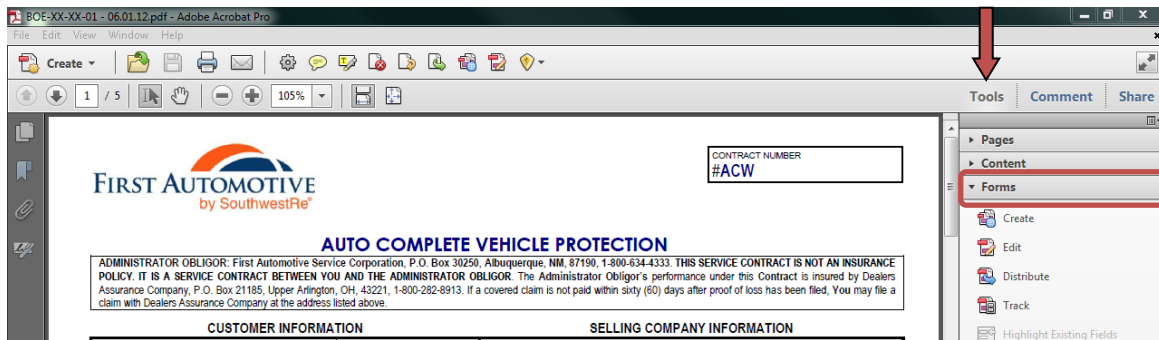 BOE-XX-XX-01 - 06.01.12.pdf - Adobe Acrobat Pro
File Edit View Window Help
Create
1 / 5 105% Tools Comment Share
Pages
Content
Forms
Create
Edit
Distribute
Track
Highlight Existing Fields
FIRST AUTOMOTIVE
by SouthwestRe®
CONTRACT NUMBER
#ACW
AUTO COMPLETE VEHICLE PROTECTION
ADMINISTRATOR OBLIGOR: First Automotive Service Corporation, P.O. Box 30250, Albuquerque, NM, 87190, 1-800-634-4333. THIS SERVICE CONTRACT IS NOT AN INSURANCE
POLICY. IT IS A SERVICE CONTRACT BETWEEN YOU AND THE ADMINISTRATOR OBLIGOR. The Administrator Obligor's performance under this Contract is insured by Dealers
Assurance Company, P.O. Box 21185, Upper Arlington, OH, 43221, 1-800-282-8913. If a covered claim is not paid within sixty (60) days after proof of loss has been filed, You may file a
claim with Dealers Assurance Company at the address listed above.
CUSTOMER INFORMATION SELLING COMPANY INFORMATION